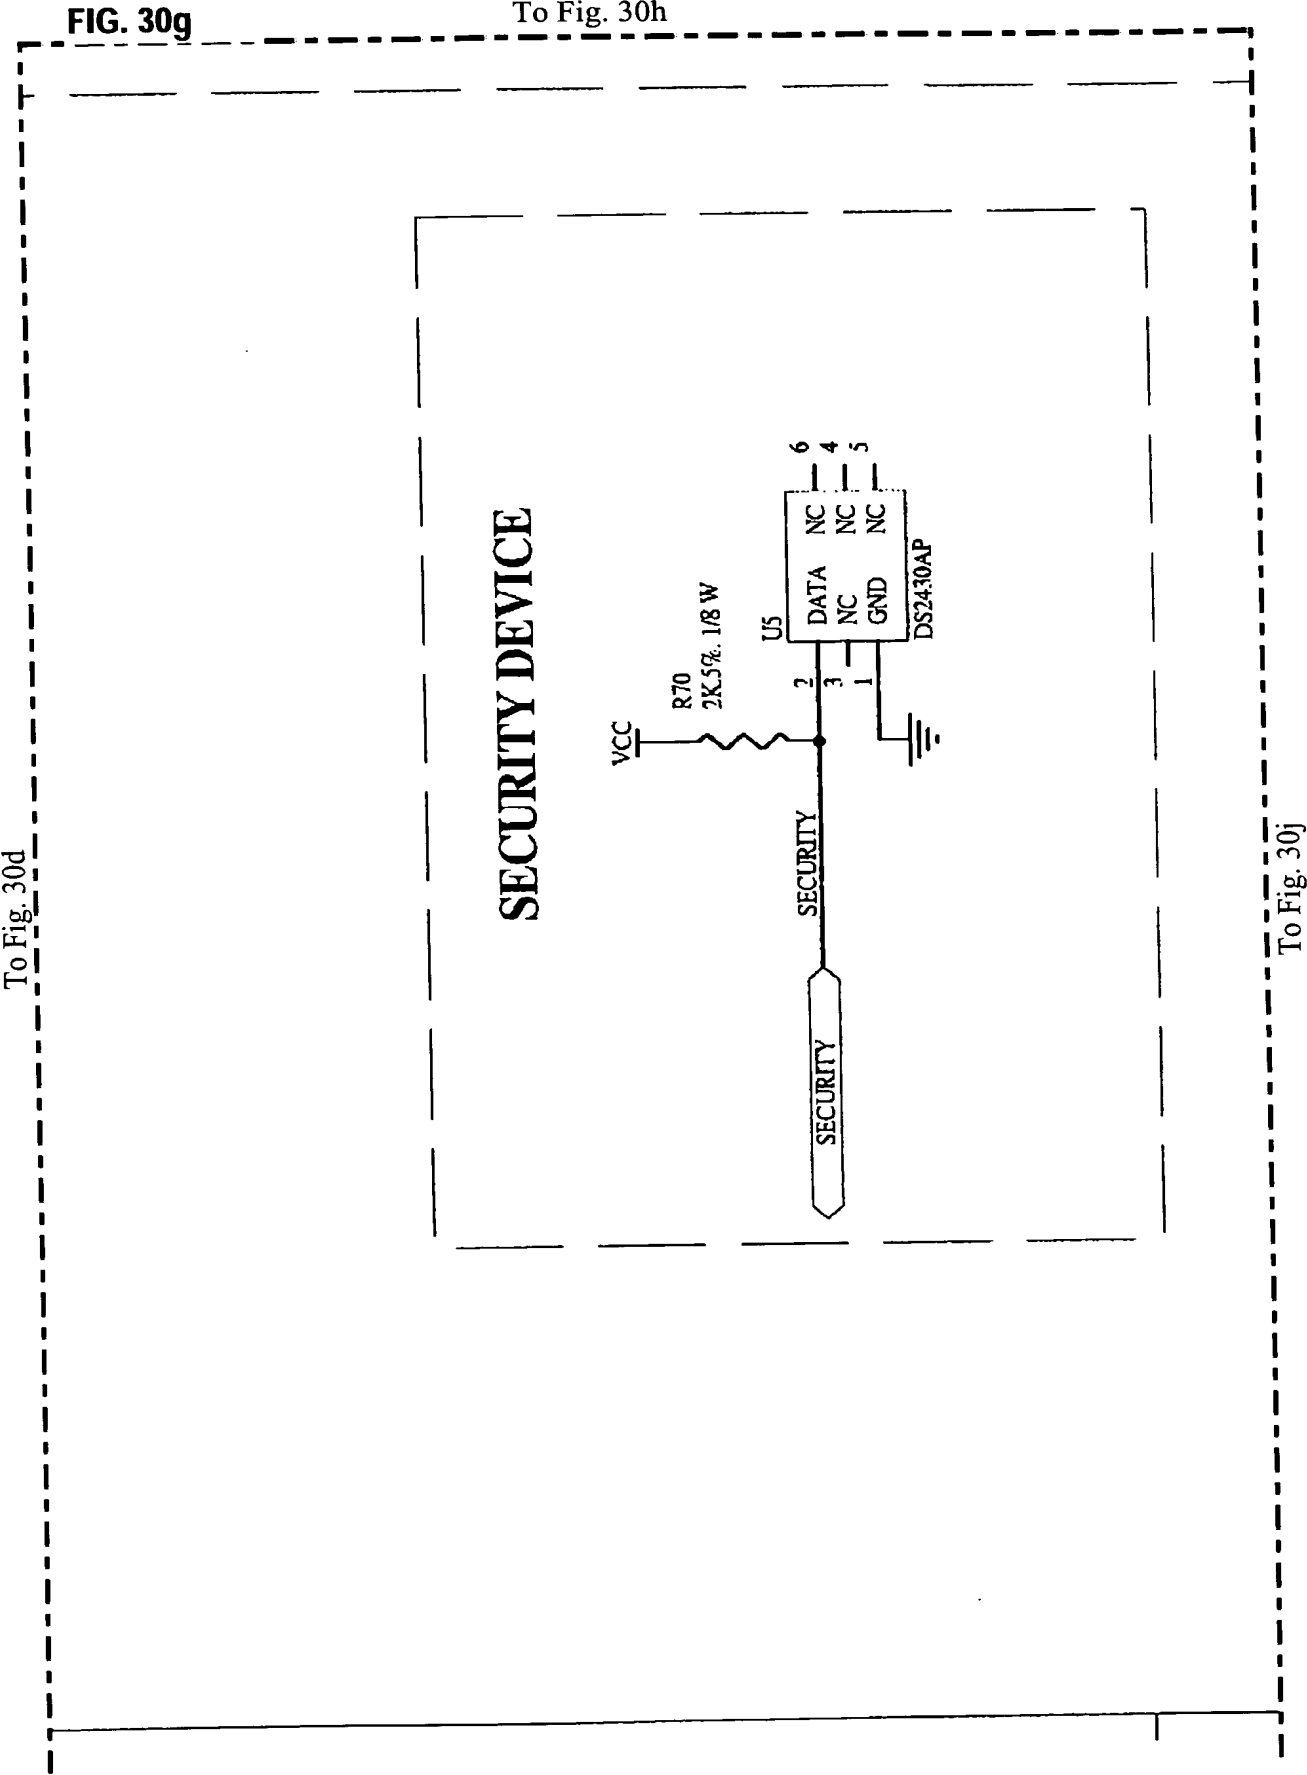 FIG. 30g
To Fig. 30h
To Fig. 30d
To Fig. 30j
SECURITY DEVICE
VCC
R70
2K.5%. 1/8 W
U5
SECURITY
SECURITY
2
3
1
DATA
NC
GND
NC
NC
NC
6
4
5
DS2430AP